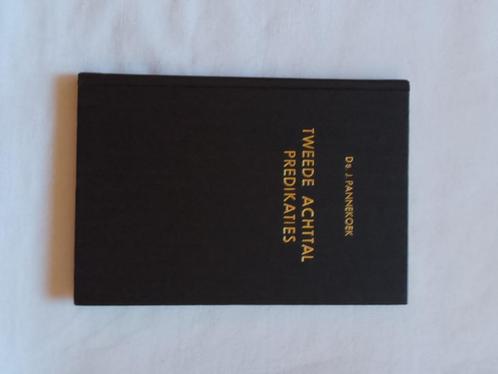 Ds J. PANNEKOEK
TWEEDE ACHTTAL
PREDIKATIES